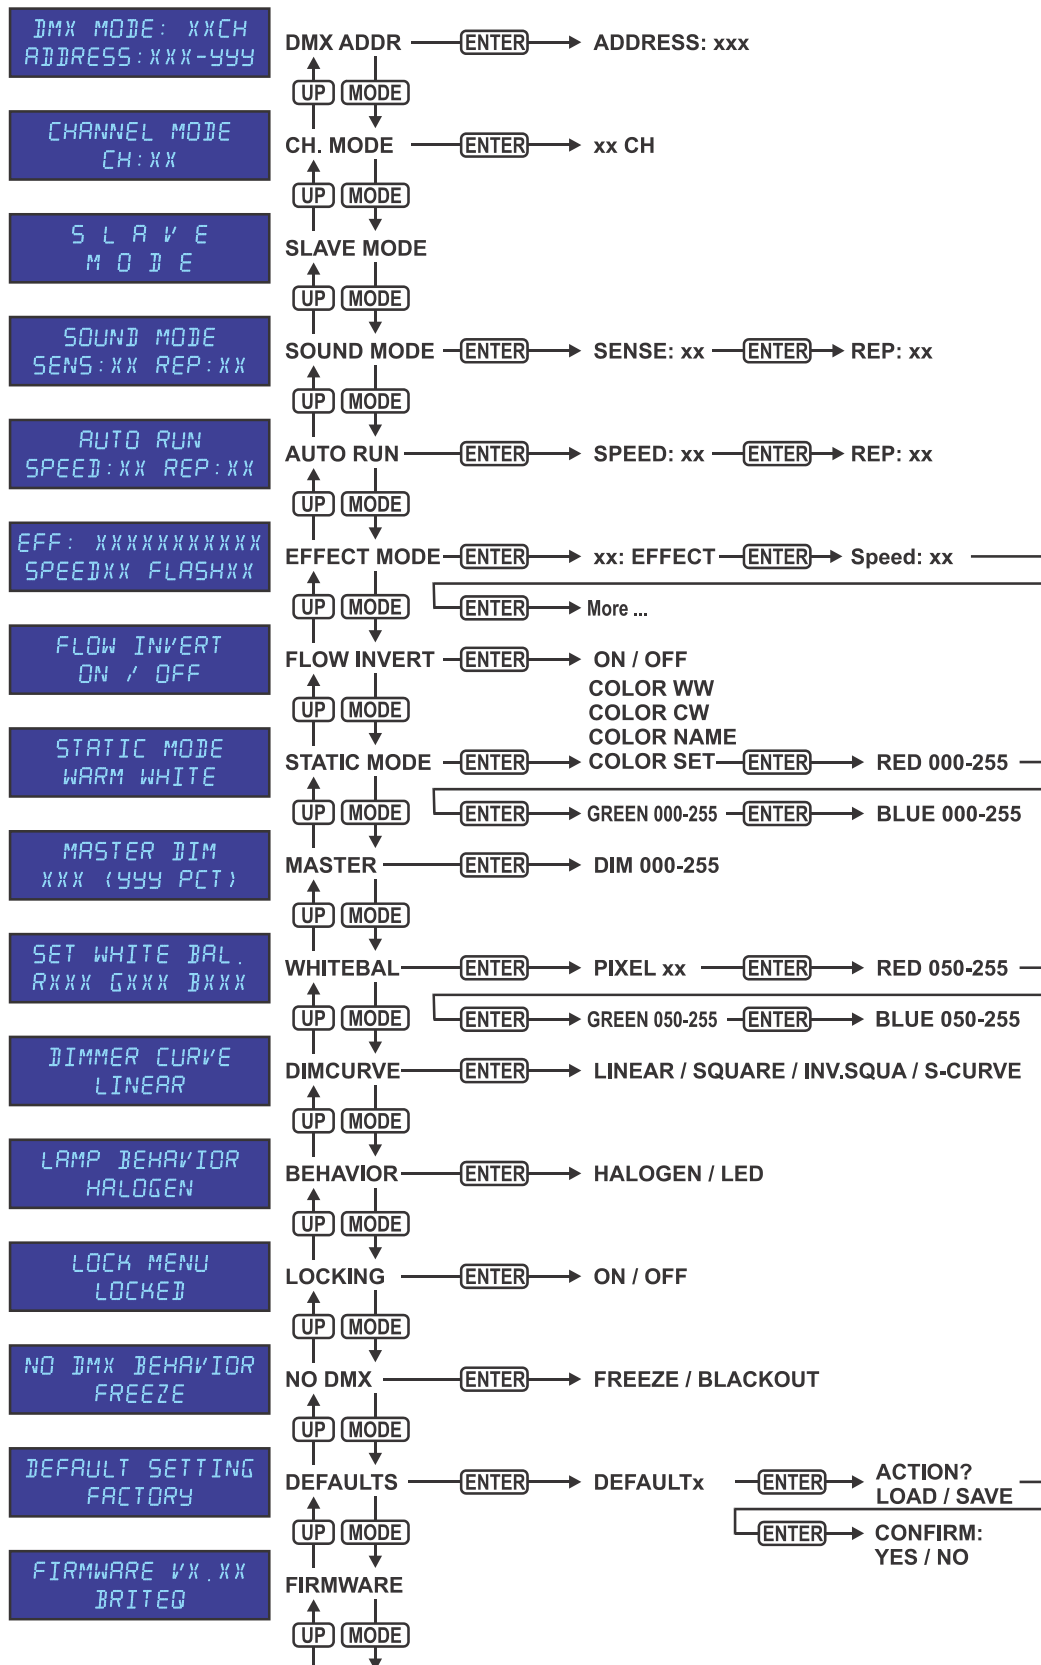 DMX MODE: XXCH
ADDRESS:XXX-YYY
DMX ADDR ENTER ADDRESS: xxx
UP MODE
CHANNEL MODE
CH:XX
CH. MODE ENTER xx CH
UP MODE
SLAVE
MODE
SLAVE MODE
UP MODE
SOUND MODE
SENS:XX REP:XX
SOUND MODE ENTER SENSE: xx ENTER REP: xx
UP MODE
AUTO RUN
SPEED:XX REP:XX
AUTO RUN ENTER SPEED: xx ENTER REP: xx
UP MODE
EFF: XXXXXXXXXXX
SPEEDXX FLASHXX
EFFECT MODE ENTER xx: EFFECT ENTER Speed: xx
UP MODE ENTER More ...
FLOW INVERT
ON / OFF
FLOW INVERT ENTER ON / OFF
UP MODE
COLOR WW
COLOR CW
COLOR NAME
STATIC MODE
WARM WHITE
STATIC MODE ENTER COLOR SET ENTER RED 000-255
UP MODE ENTER GREEN 000-255 ENTER BLUE 000-255
MASTER DIM
XXX (YYY PCT)
MASTER ENTER DIM 000-255
UP MODE
SET WHITE BAL.
RXXX GXXX BXXX
WHITEBAL ENTER PIXEL xx ENTER RED 050-255
UP MODE ENTER GREEN 050-255 ENTER BLUE 050-255
DIMMER CURVE
LINEAR
DIMCURVE ENTER LINEAR / SQUARE / INV.SQUA / S-CURVE
UP MODE
LAMP BEHAVIOR
HALOGEN
BEHAVIOR ENTER HALOGEN / LED
UP MODE
LOCK MENU
LOCKED
LOCKING ENTER ON / OFF
UP MODE
NO DMX BEHAVIOR
FREEZE
NO DMX ENTER FREEZE / BLACKOUT
UP MODE
DEFAULT SETTING
FACTORY
DEFAULTS ENTER DEFAULTx ENTER ACTION?
LOAD / SAVE
UP MODE ENTER CONFIRM:
YES / NO
FIRMWARE VX.XX
BRITEQ
FIRMWARE
UP MODE